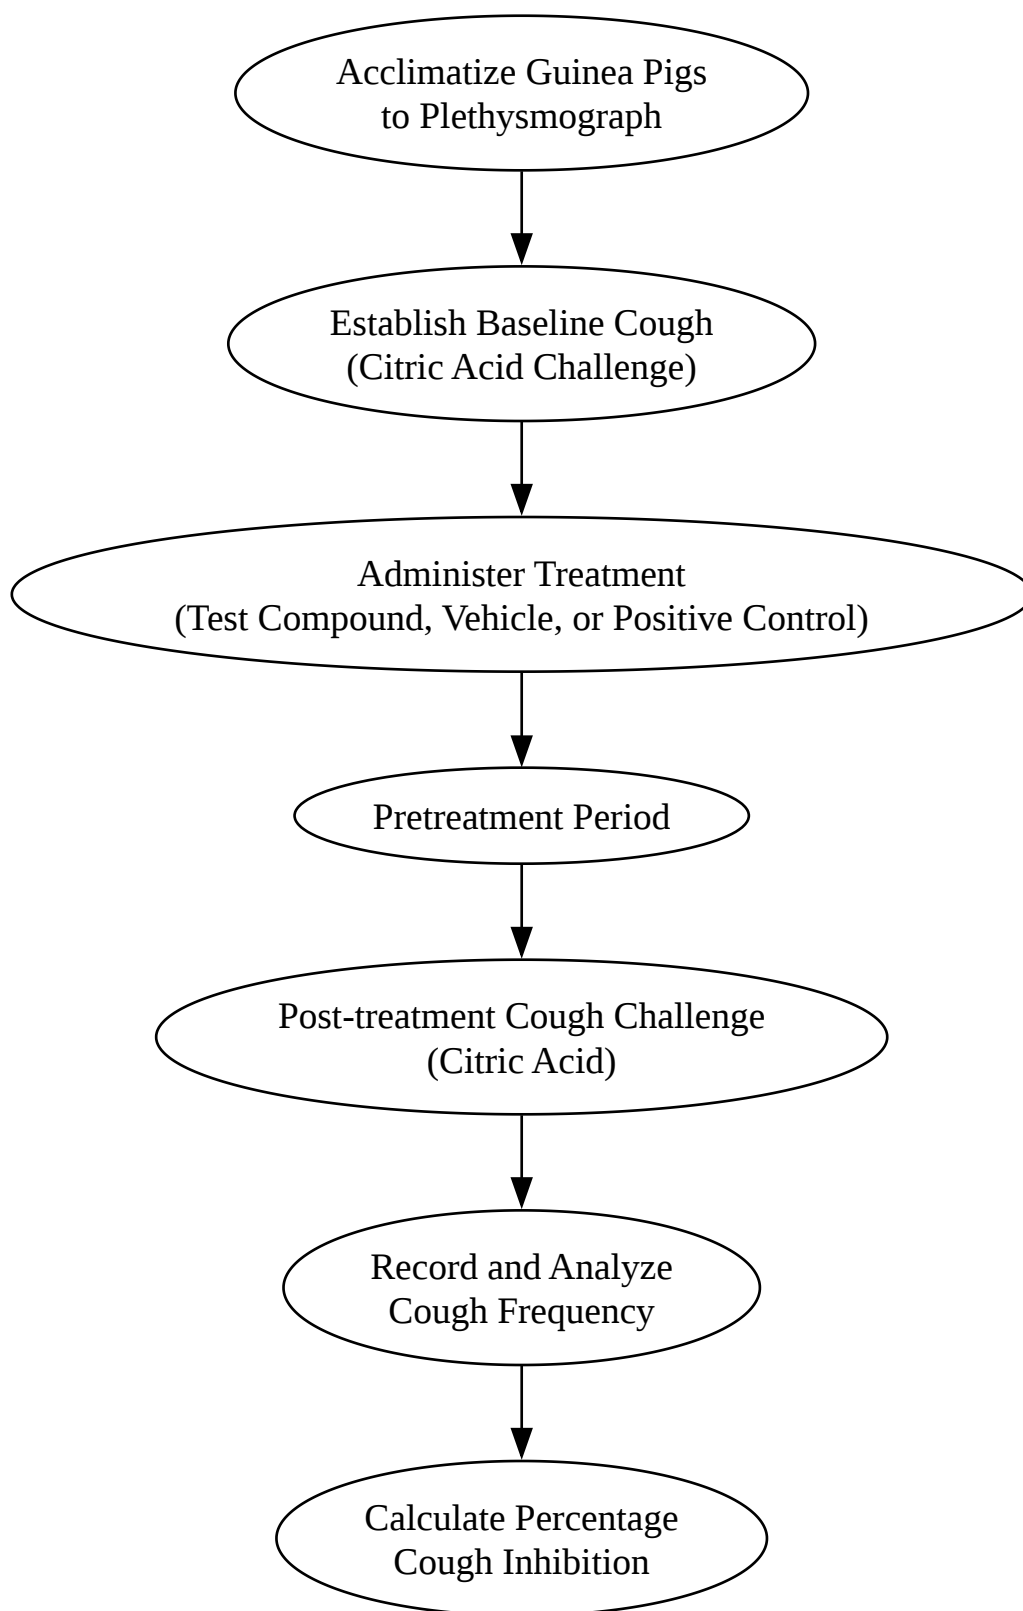 Acclimatize Guinea Pigs
to Plethysmograph
Establish Baseline Cough
(Citric Acid Challenge)
Administer Treatment
(Test Compound, Vehicle, or Positive Control)
Pretreatment Period
Post-treatment Cough Challenge
(Citric Acid)
Record and Analyze
Cough Frequency
Calculate Percentage
Cough Inhibition